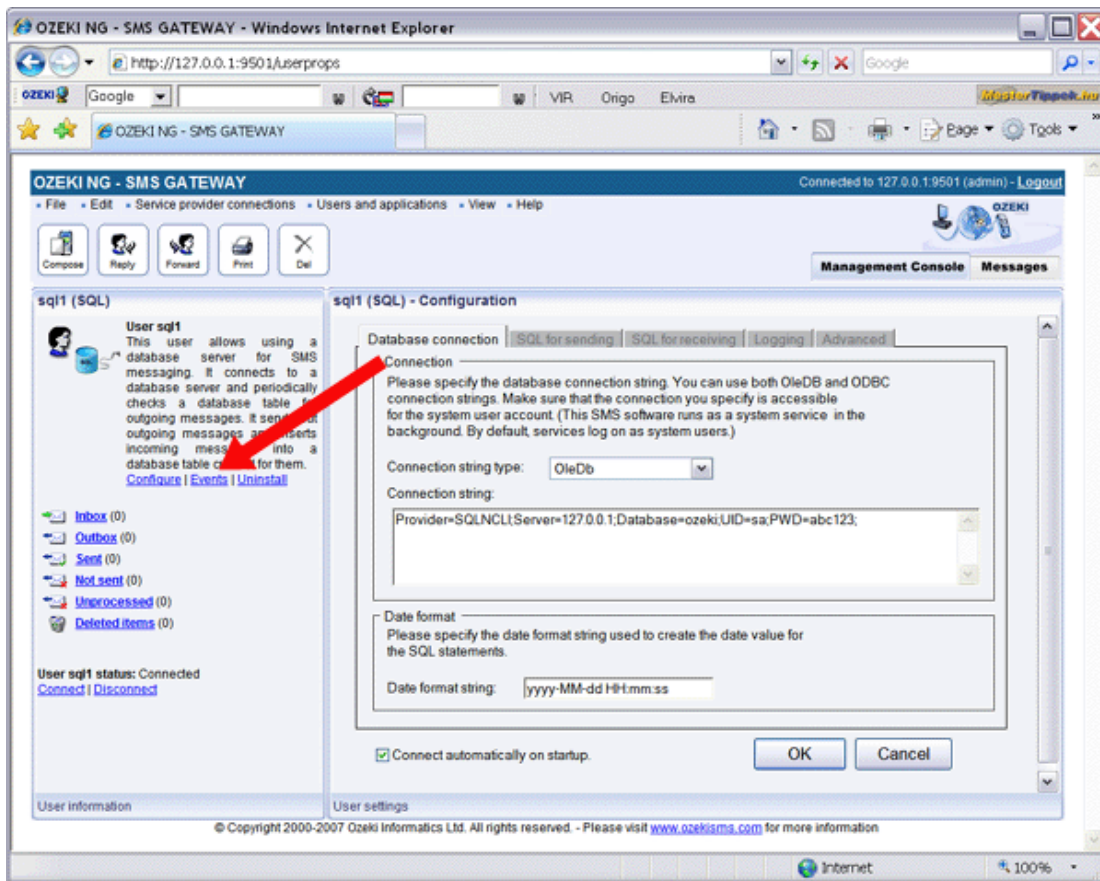 OZEKI NG - SMS GATEWAY - Windows Internet Explorer
http://127.0.0.1:9501/userprops
Google
OZEKI Google VIR Origo Elvira MasterTippek.hu
OZEKI NG - SMS GATEWAY Page Tools
OZEKI NG - SMS GATEWAY Connected to 127.0.0.1:9501 (admin) - Logout
File Edit Service provider connections Users and applications View Help
OZEKI
Compose Reply Forward Print Del
Management Console Messages
sql1 (SQL)
User sql1
This user allows using a
database server for SMS
messaging. It connects to a
database server and periodically
checks a database table
outgoing messages. It
outgoing messages
incoming into a
database table for them.
Configure | Events | Uninstall
Inbox (0)
Outbox (0)
Sent (0)
Not sent (0)
Unprocessed (0)
Deleted items (0)
User sql1 status: Connected
Connect | Disconnect
User information
sql1 (SQL) - Configuration
Database connection SQL for sending SQL for receiving Logging Advanced
Connection
Please specify the database connection string. You can use both OleDB and ODBC
connection strings. Make sure that the connection you specify is accessible
for the system user account. (This SMS software runs as a system service in the
background. By default, services log on as system users.)
Connection string type: OleDb
Connection string:
Provider=SQLNCLI;Server=127.0.0.1;Database=ozeki;UID=sa;PWD=abc123;
Date format
Please specify the date format string used to create the date value for
the SQL statements.
Date format string: yyyy-MM-dd HH:mm:ss
Connect automatically on startup.
OK Cancel
User settings
© Copyright 2000-2007 Ozeki Informatics Ltd. All rights reserved. - Please visit www.ozekisms.com for more information
Internet 100%